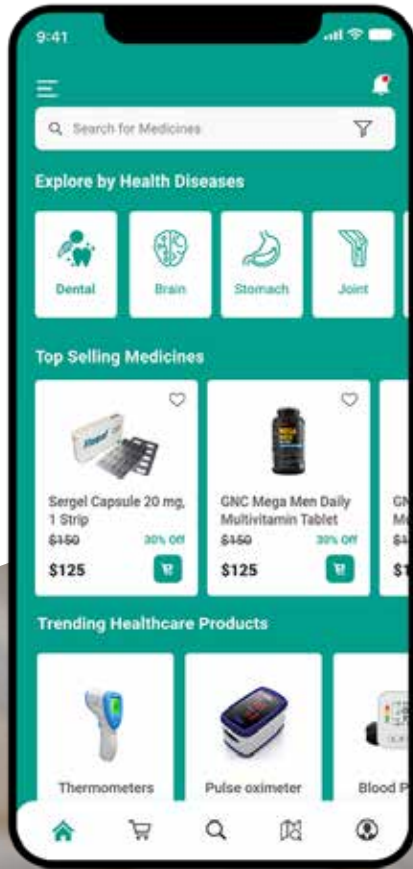 9:41
Search for Medicines
Explore by Health Diseases
Dental Brain Stomach Joint
Top Selling Medicines
Sergel Capsule 20 mg, 1 Strip
$150 30% Off
$125
GNC Mega Men Daily Multivitamin Tablet
$150 30% Off
$125
Trending Healthcare Products
Thermometers Pulse oximeter Blood P